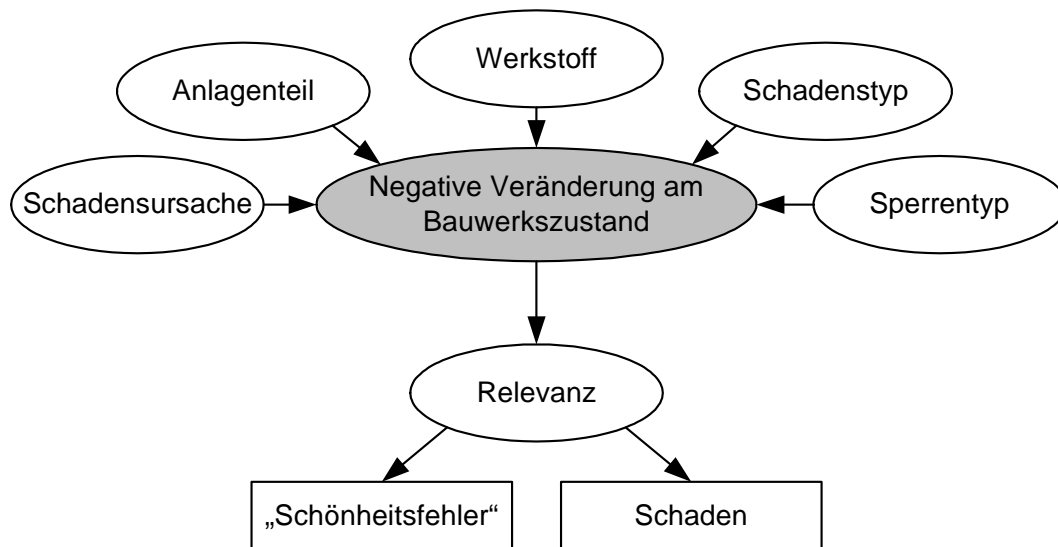 Werkstoff
Anlagenteil
Schadenstyp
Schadensursache
Negative Veränderung am
Bauwerkszustand
Sperrentyp
Relevanz
„Schönheitsfehler“
Schaden